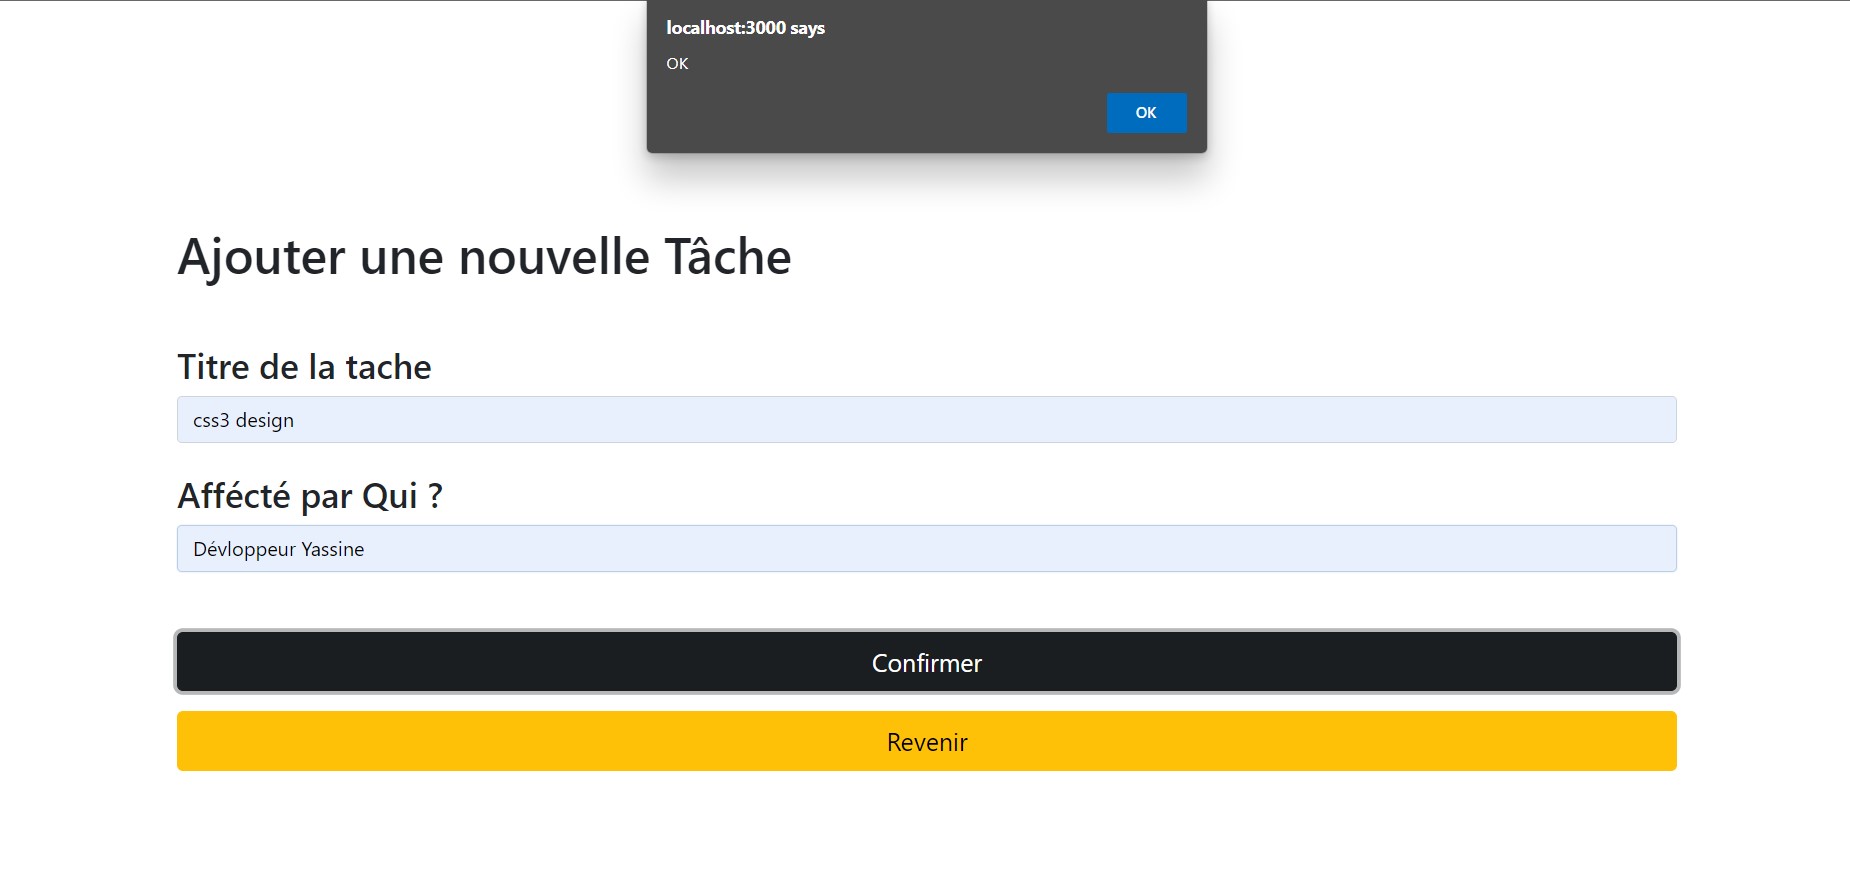 localhost:3000 says
OK
OK
Ajouter une nouvelle Tâche
Titre de la tache
css3 design
Affécté par Qui ?
Dévloppeur Yassine
Confirmer
Revenir